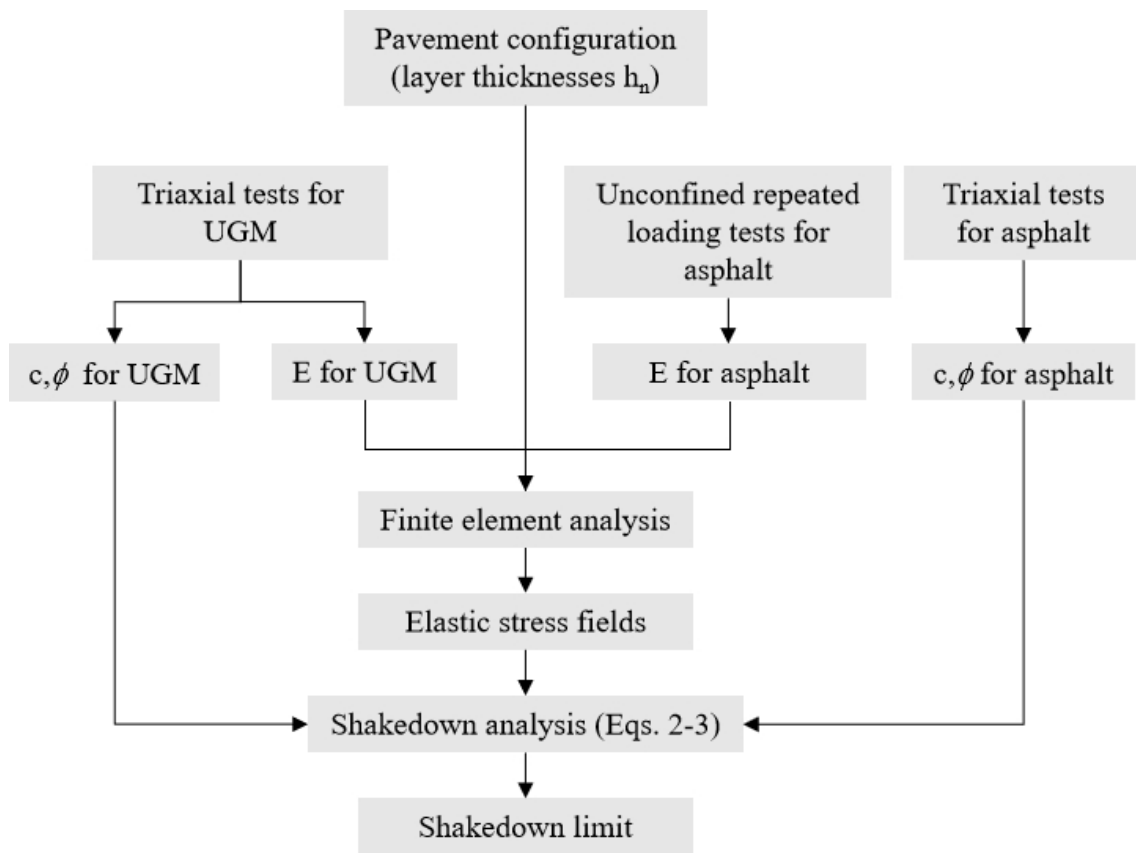 Pavement configuration
(layer thicknesses hₙ)
Triaxial tests for
UGM
Unconfined repeated
loading tests for
asphalt
Triaxial tests
for asphalt
c,ϕ for UGM
E for UGM
E for asphalt
c,ϕ for asphalt
Finite element analysis
Elastic stress fields
Shakedown analysis (Eqs. 2-3)
Shakedown limit